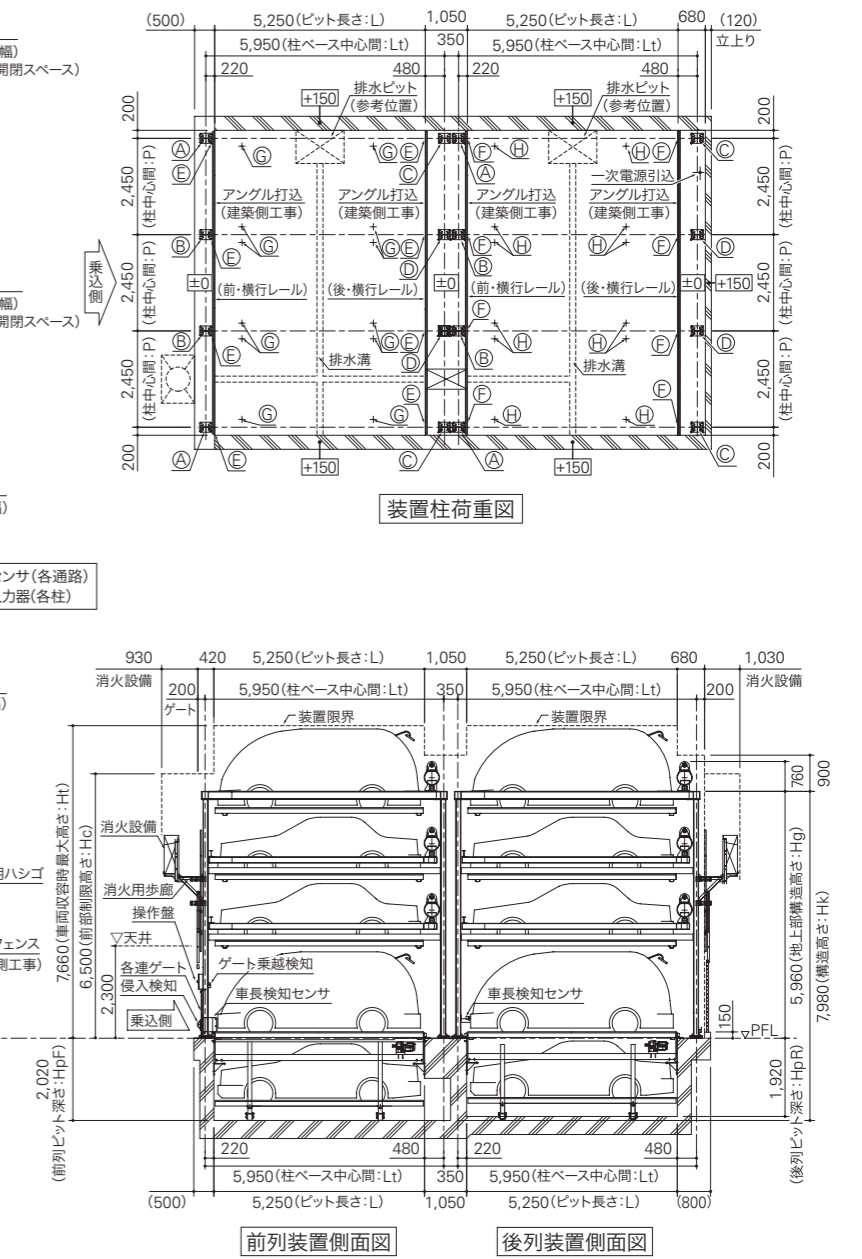 (500)
5,250(ピット長さ:L)
1,050
5,250(ピット長さ:L)
680
(120)
立上り
幅)
開閉スペース)
5,950(柱ベース中心間:Lt)
350
5,950(柱ベース中心間:Lt)
220
480
220
480
排水ピット
(参考位置)
排水ピット
(参考位置)
+150
+150
200
200
Ⓐ
Ⓔ
Ⓖ
ⒼⒺ
Ⓒ
Ⓕ
Ⓐ
Ⓗ
Ⓗ
Ⓕ
Ⓒ
一次電源引込
2,450
(柱中心間:P)
2,450
(柱中心間:P)
アングル打込
(建築側工事)
アングル打込
(建築側工事)
アングル打込
(建築側工事)
アングル打込
(建築側工事)
Ⓑ
Ⓔ
Ⓖ
Ⓖ
Ⓔ
Ⓓ
Ⓕ
Ⓑ
Ⓗ
Ⓗ
Ⓕ
Ⓓ
乗込側
2,450
(柱中心間:P)
2,450
(柱中心間:P)
±0
(前・横行レール)
(後・横行レール)
±0
(前・横行レール)
(後・横行レール)
±0
+150
幅)
開閉スペース)
Ⓑ
Ⓔ
Ⓖ
ⒼⒺ
Ⓓ
Ⓕ
Ⓑ
Ⓗ
Ⓗ
Ⓕ
Ⓓ
排水溝
排水溝
2,450
(柱中心間:P)
2,450
(柱中心間:P)
Ⓖ
Ⓖ
Ⓔ
Ⓕ
Ⓗ
Ⓗ
Ⓕ
200
200
Ⓐ
Ⓔ
+150
Ⓒ
Ⓐ
+150
Ⓒ
装置柱荷重図
センサ(各通路)
力器(各柱)
930
420
5,250(ピット長さ:L)
1,050
5,250(ピット長さ:L)
680
1,030
消火設備
消火設備
200
ゲート
5,950(柱ベース中心間:Lt)
350
5,950(柱ベース中心間:Lt)
200
装置限界
装置限界
7,660(車両収容時最大高さ:Ht)
6,500(前部制限高さ:Hc)
760
900
消火設備
用ハシゴ
消火用歩廊
操作盤
フェンス
側工事)
▽天井
各連ゲート
侵入検知
ゲート乗越検知
車長検知センサ
車長検知センサ
2,300
乗込側
5,960(地上部構造高さ:Hg)
7,980(構造高さ:Hk)
150
▽PFL
2,020
(前列ピット深さ:HpF)
1,920
(後列ピット深さ:HpR)
220
480
220
480
5,950(柱ベース中心間:Lt)
350
5,950(柱ベース中心間:Lt)
(500)
5,250(ピット長さ:L)
1,050
5,250(ピット長さ:L)
(800)
前列装置側面図
後列装置側面図